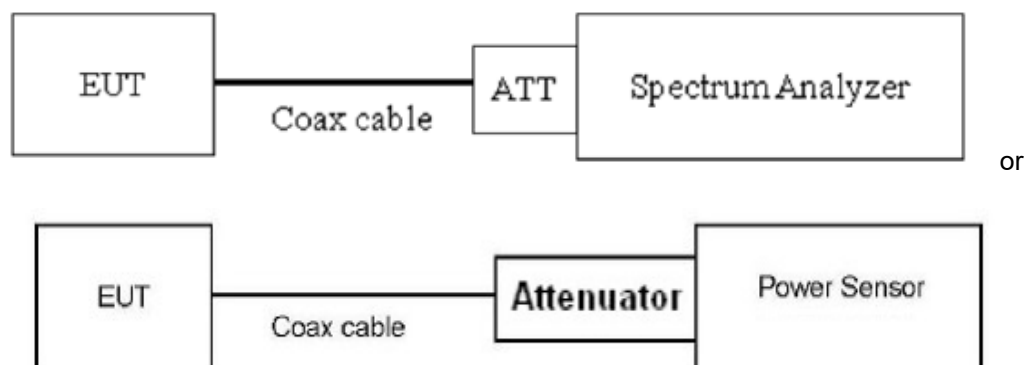 EUT
ATT
Spectrum Analyzer
Coax cable
or
EUT
Attenuator
Power Sensor
Coax cable